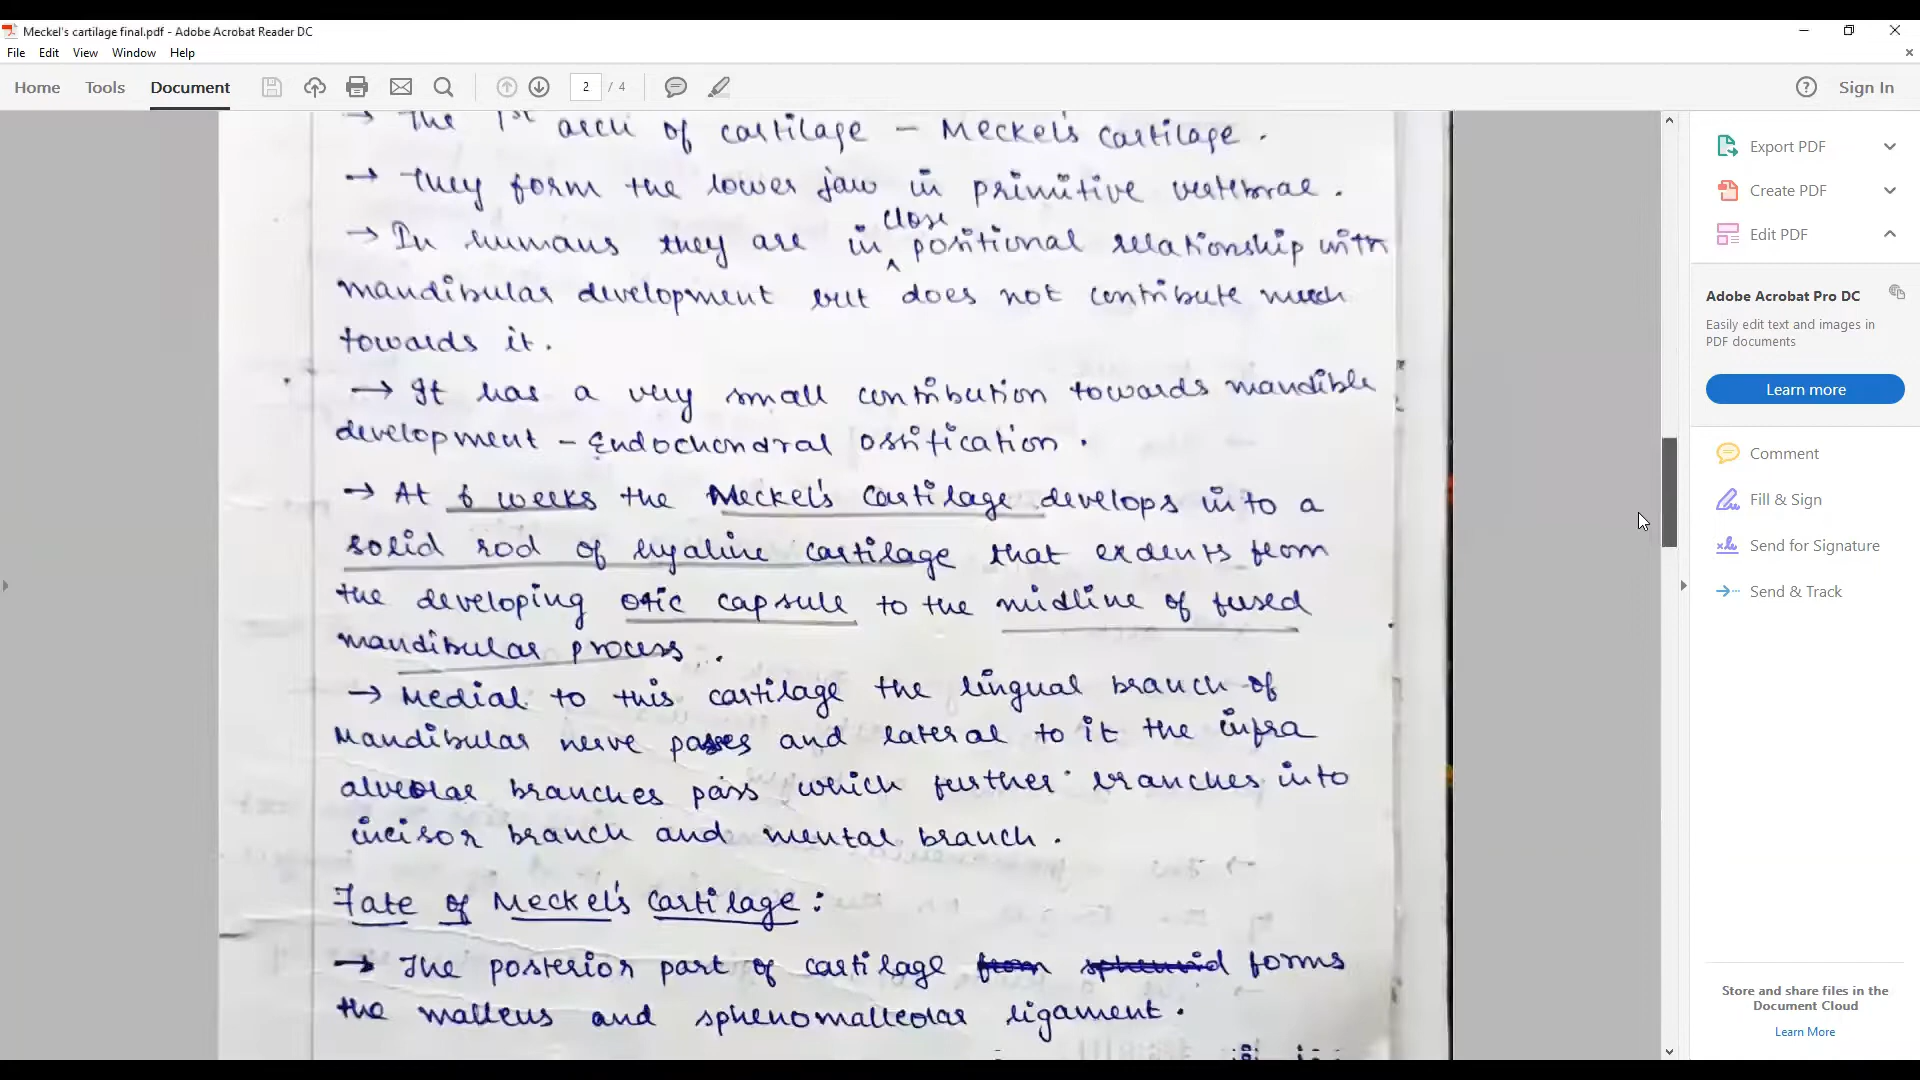 Meckel's cartilage final.pdf - Adobe Acrobat Reader DC
File Edit View Window Help
Home Tools Document 2 / 4 Sign In
→ The 1st arch of cartilage – Meckel's cartilage.
→ They form the lower jaw in primitive vertebrae.
→ In humans they are in ^close positional relationship with
mandibular development but does not contribute much
towards it.
→ It has a very small contribution towards mandible
development – Endochondral Ossification.
→ At 6 weeks the Meckel's Cartilage develops into a
solid rod of hyaline cartilage that extents from
the developing otic capsule to the midline of fused
mandibular process.
→ Medial to this cartilage the lingual branch of
Mandibular nerve passes and lateral to it the infra
alveolar branches pass which further branches into
incisor branch and mental branch.
Fate of Meckel's Cartilage:
→ The posterior part of cartilage from sphenoid forms
the malleus and sphenomalleolar ligament.
Export PDF
Create PDF
Edit PDF
Adobe Acrobat Pro DC
Easily edit text and images in
PDF documents
Learn more
Comment
Fill & Sign
Send for Signature
Send & Track
Store and share files in the
Document Cloud
Learn More